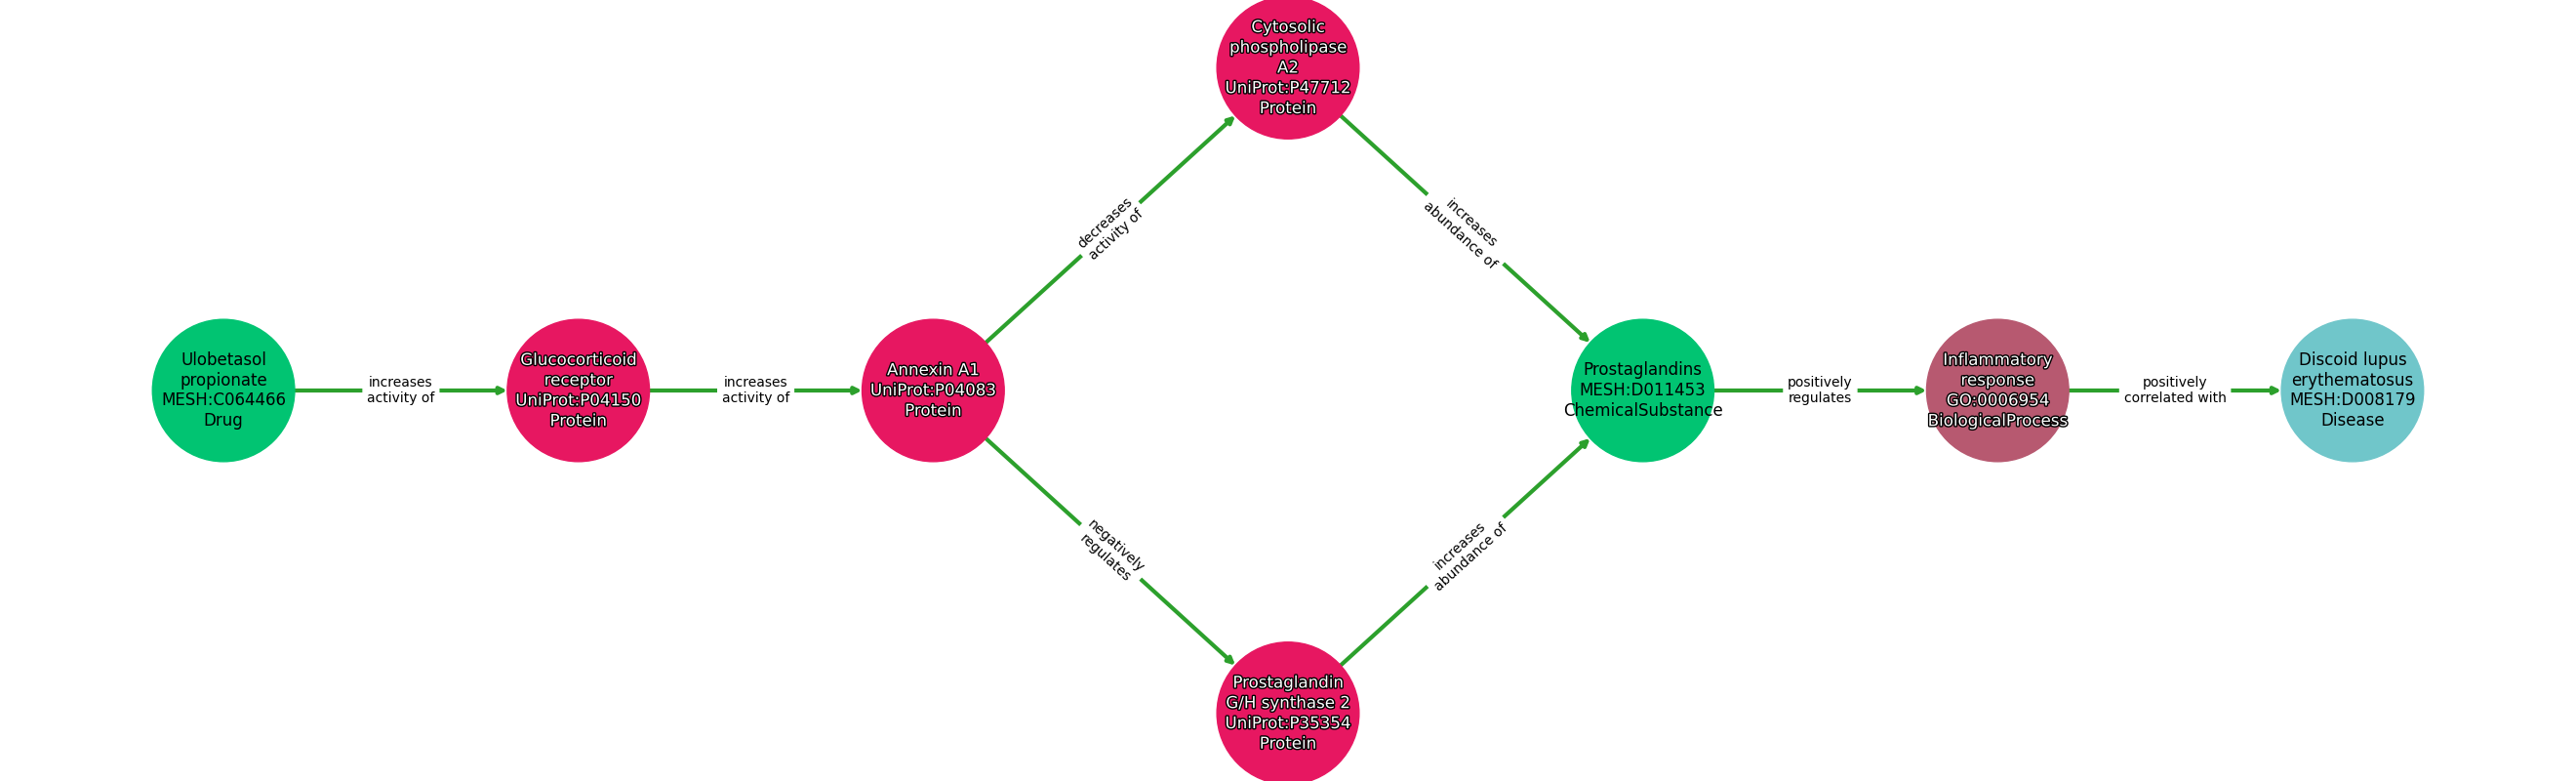 Ulobetasol
propionate
MESH:C064466
Drug
increases
activity of
Glucocorticoid
receptor
UniProt:P04150
Protein
increases
activity of
Annexin A1
UniProt:P04083
Protein
decreases
activity of
Cytosolic
phospholipase
A2
UniProt:P47712
Protein
increases
abundance of
negatively
regulates
Prostaglandin
G/H synthase 2
UniProt:P35354
Protein
increases
abundance of
Prostaglandins
MESH:D011453
ChemicalSubstance
positively
regulates
Inflammatory
response
GO:0006954
BiologicalProcess
positively
correlated with
Discoid lupus
erythematosus
MESH:D008179
Disease